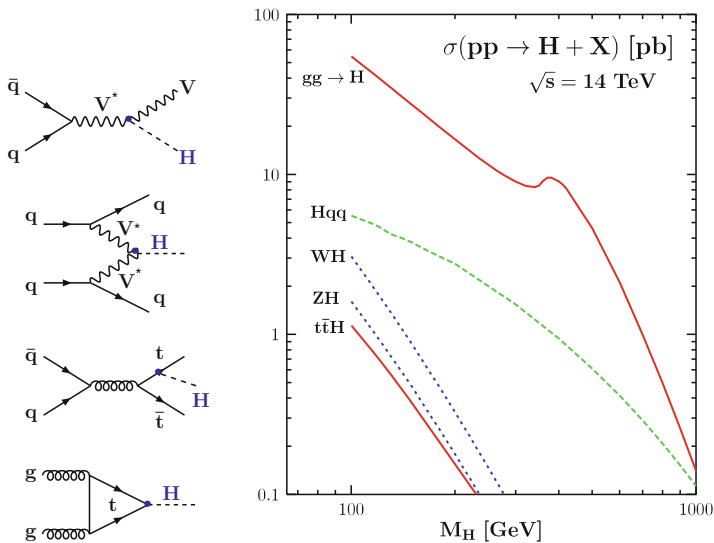 q̄
V
V*
q
H
q
q
V*
H
V*
q
q
q̄
t
H
q
t̄
g
H
t
g
100
10
1
0.1
σ(pp → H + X) [pb]
√s = 14 TeV
gg → H
Hqq
WH
ZH
tt̄H
100
1000
M_H [GeV]